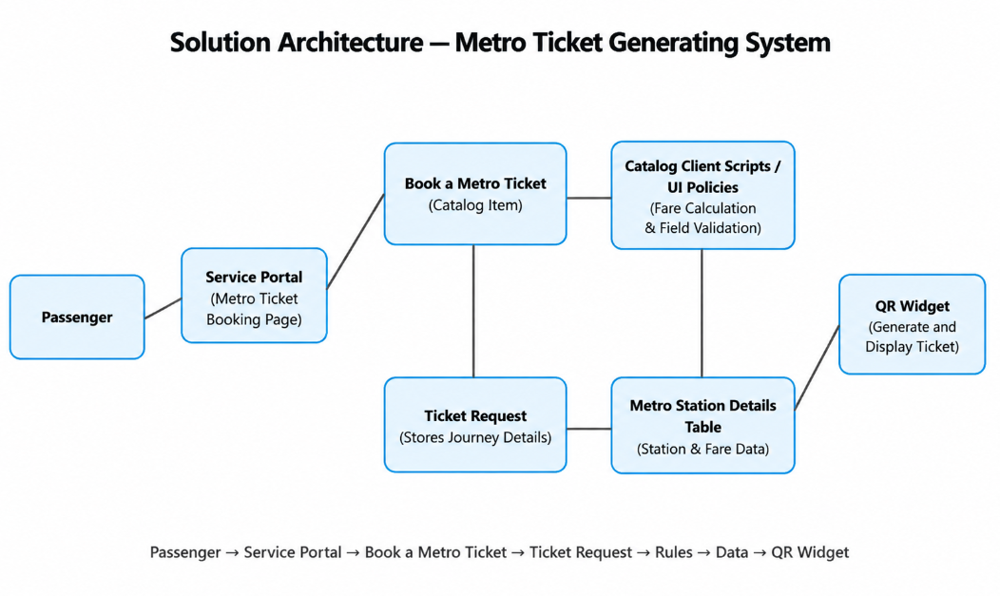 Solution Architecture — Metro Ticket Generating System
Passenger
Service Portal
(Metro Ticket
Booking Page)
Book a Metro Ticket
(Catalog Item)
Catalog Client Scripts /
UI Policies
(Fare Calculation
& Field Validation)
Ticket Request
(Stores Journey Details)
Metro Station Details
Table
(Station & Fare Data)
QR Widget
(Generate and
Display Ticket)
Passenger → Service Portal → Book a Metro Ticket → Ticket Request → Rules → Data → QR Widget